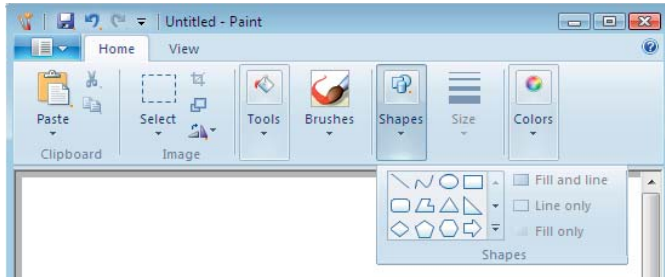 Untitled - Paint
Home View
Paste Select Tools Brushes Shapes Size Colors
Clipboard Image
Fill and line
Line only
Fill only
Shapes